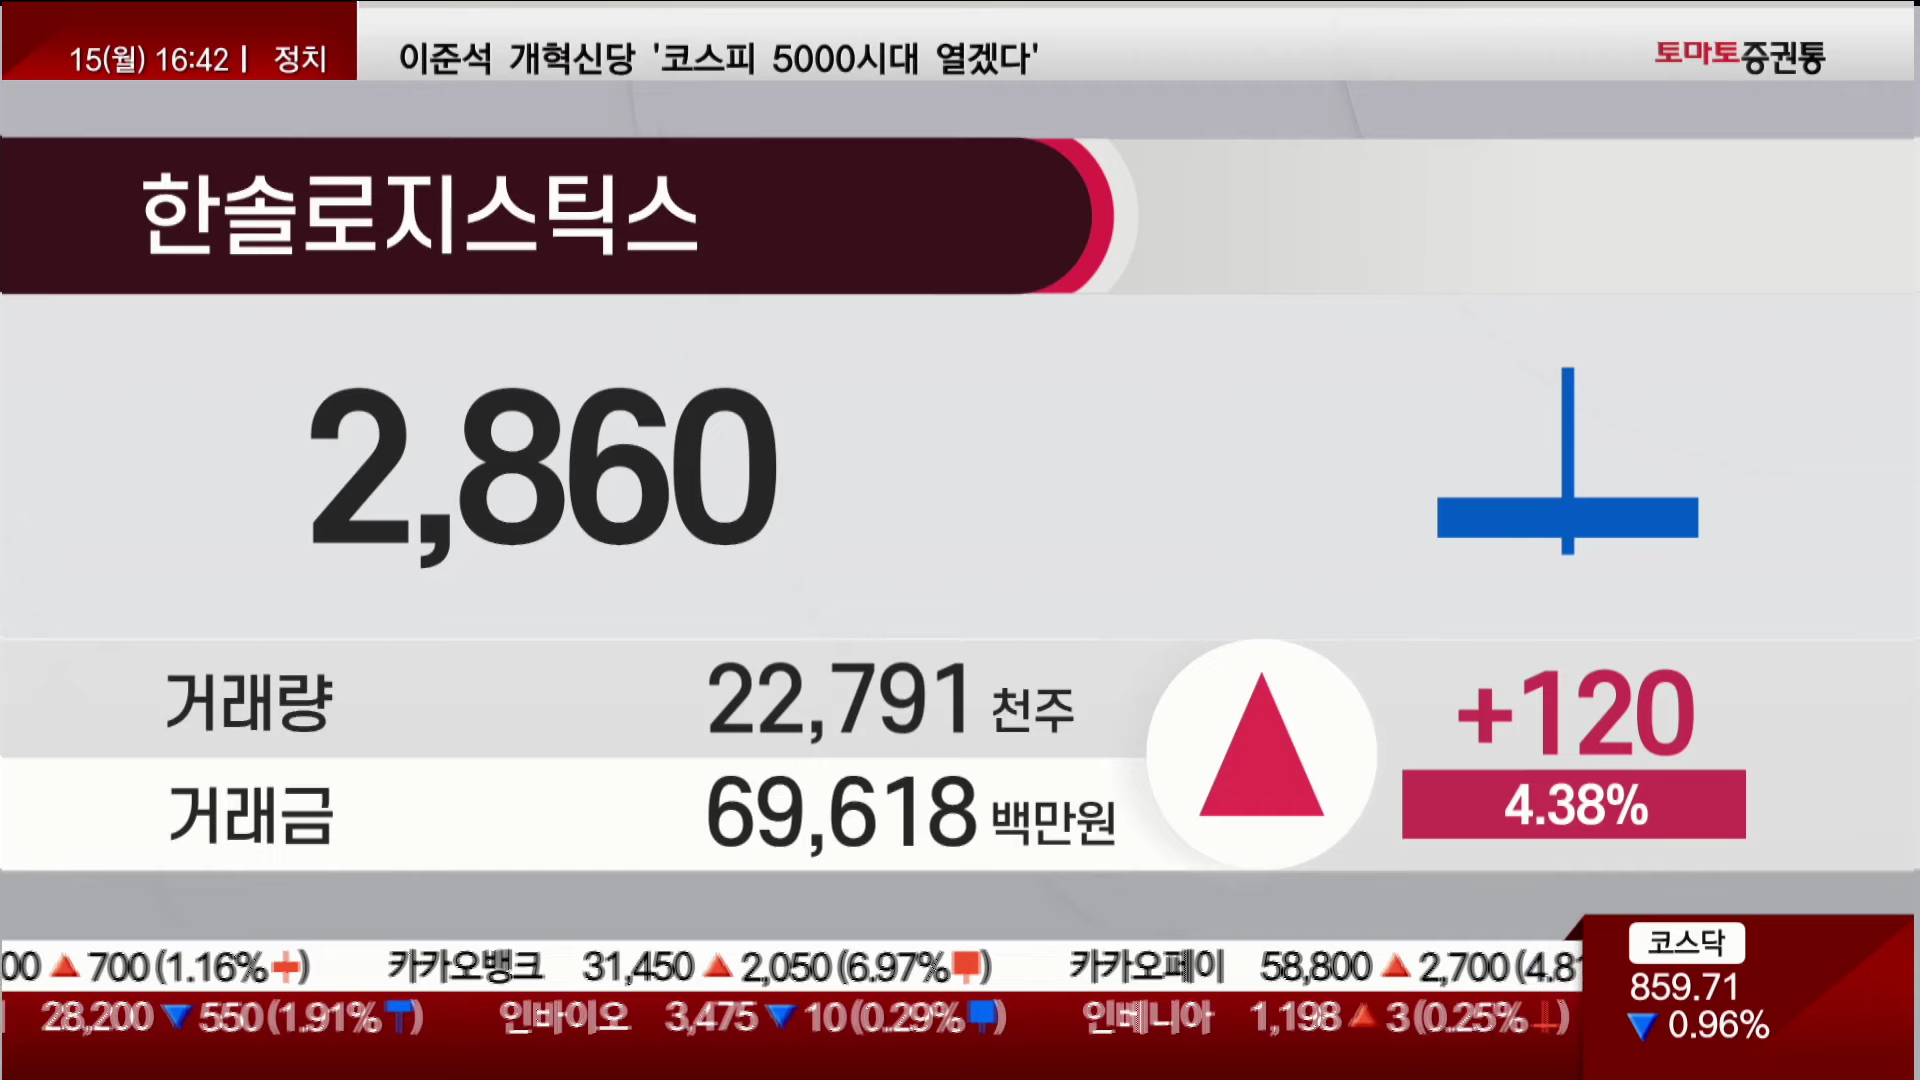 15(월) 16:42 | 정치 이준석 개혁신당 '코스피 5000시대 열겠다' 토마토증권통
한솔로지스틱스
2,860
거래량 22,791 천주
+120
거래금 69,618 백만원
4.38%
00 ▲ 700 (1.16%) 카카오뱅크 31,450 ▲ 2,050 (6.97%) 카카오페이 58,800 ▲ 2,700 (4.81
28,200 ▼ 550 (1.91%) 인바이오 3,475 ▼ 10 (0.29%) 인베니아 1,198 ▲ 3 (0.25%)
코스닥
859.71
▼ 0.96%